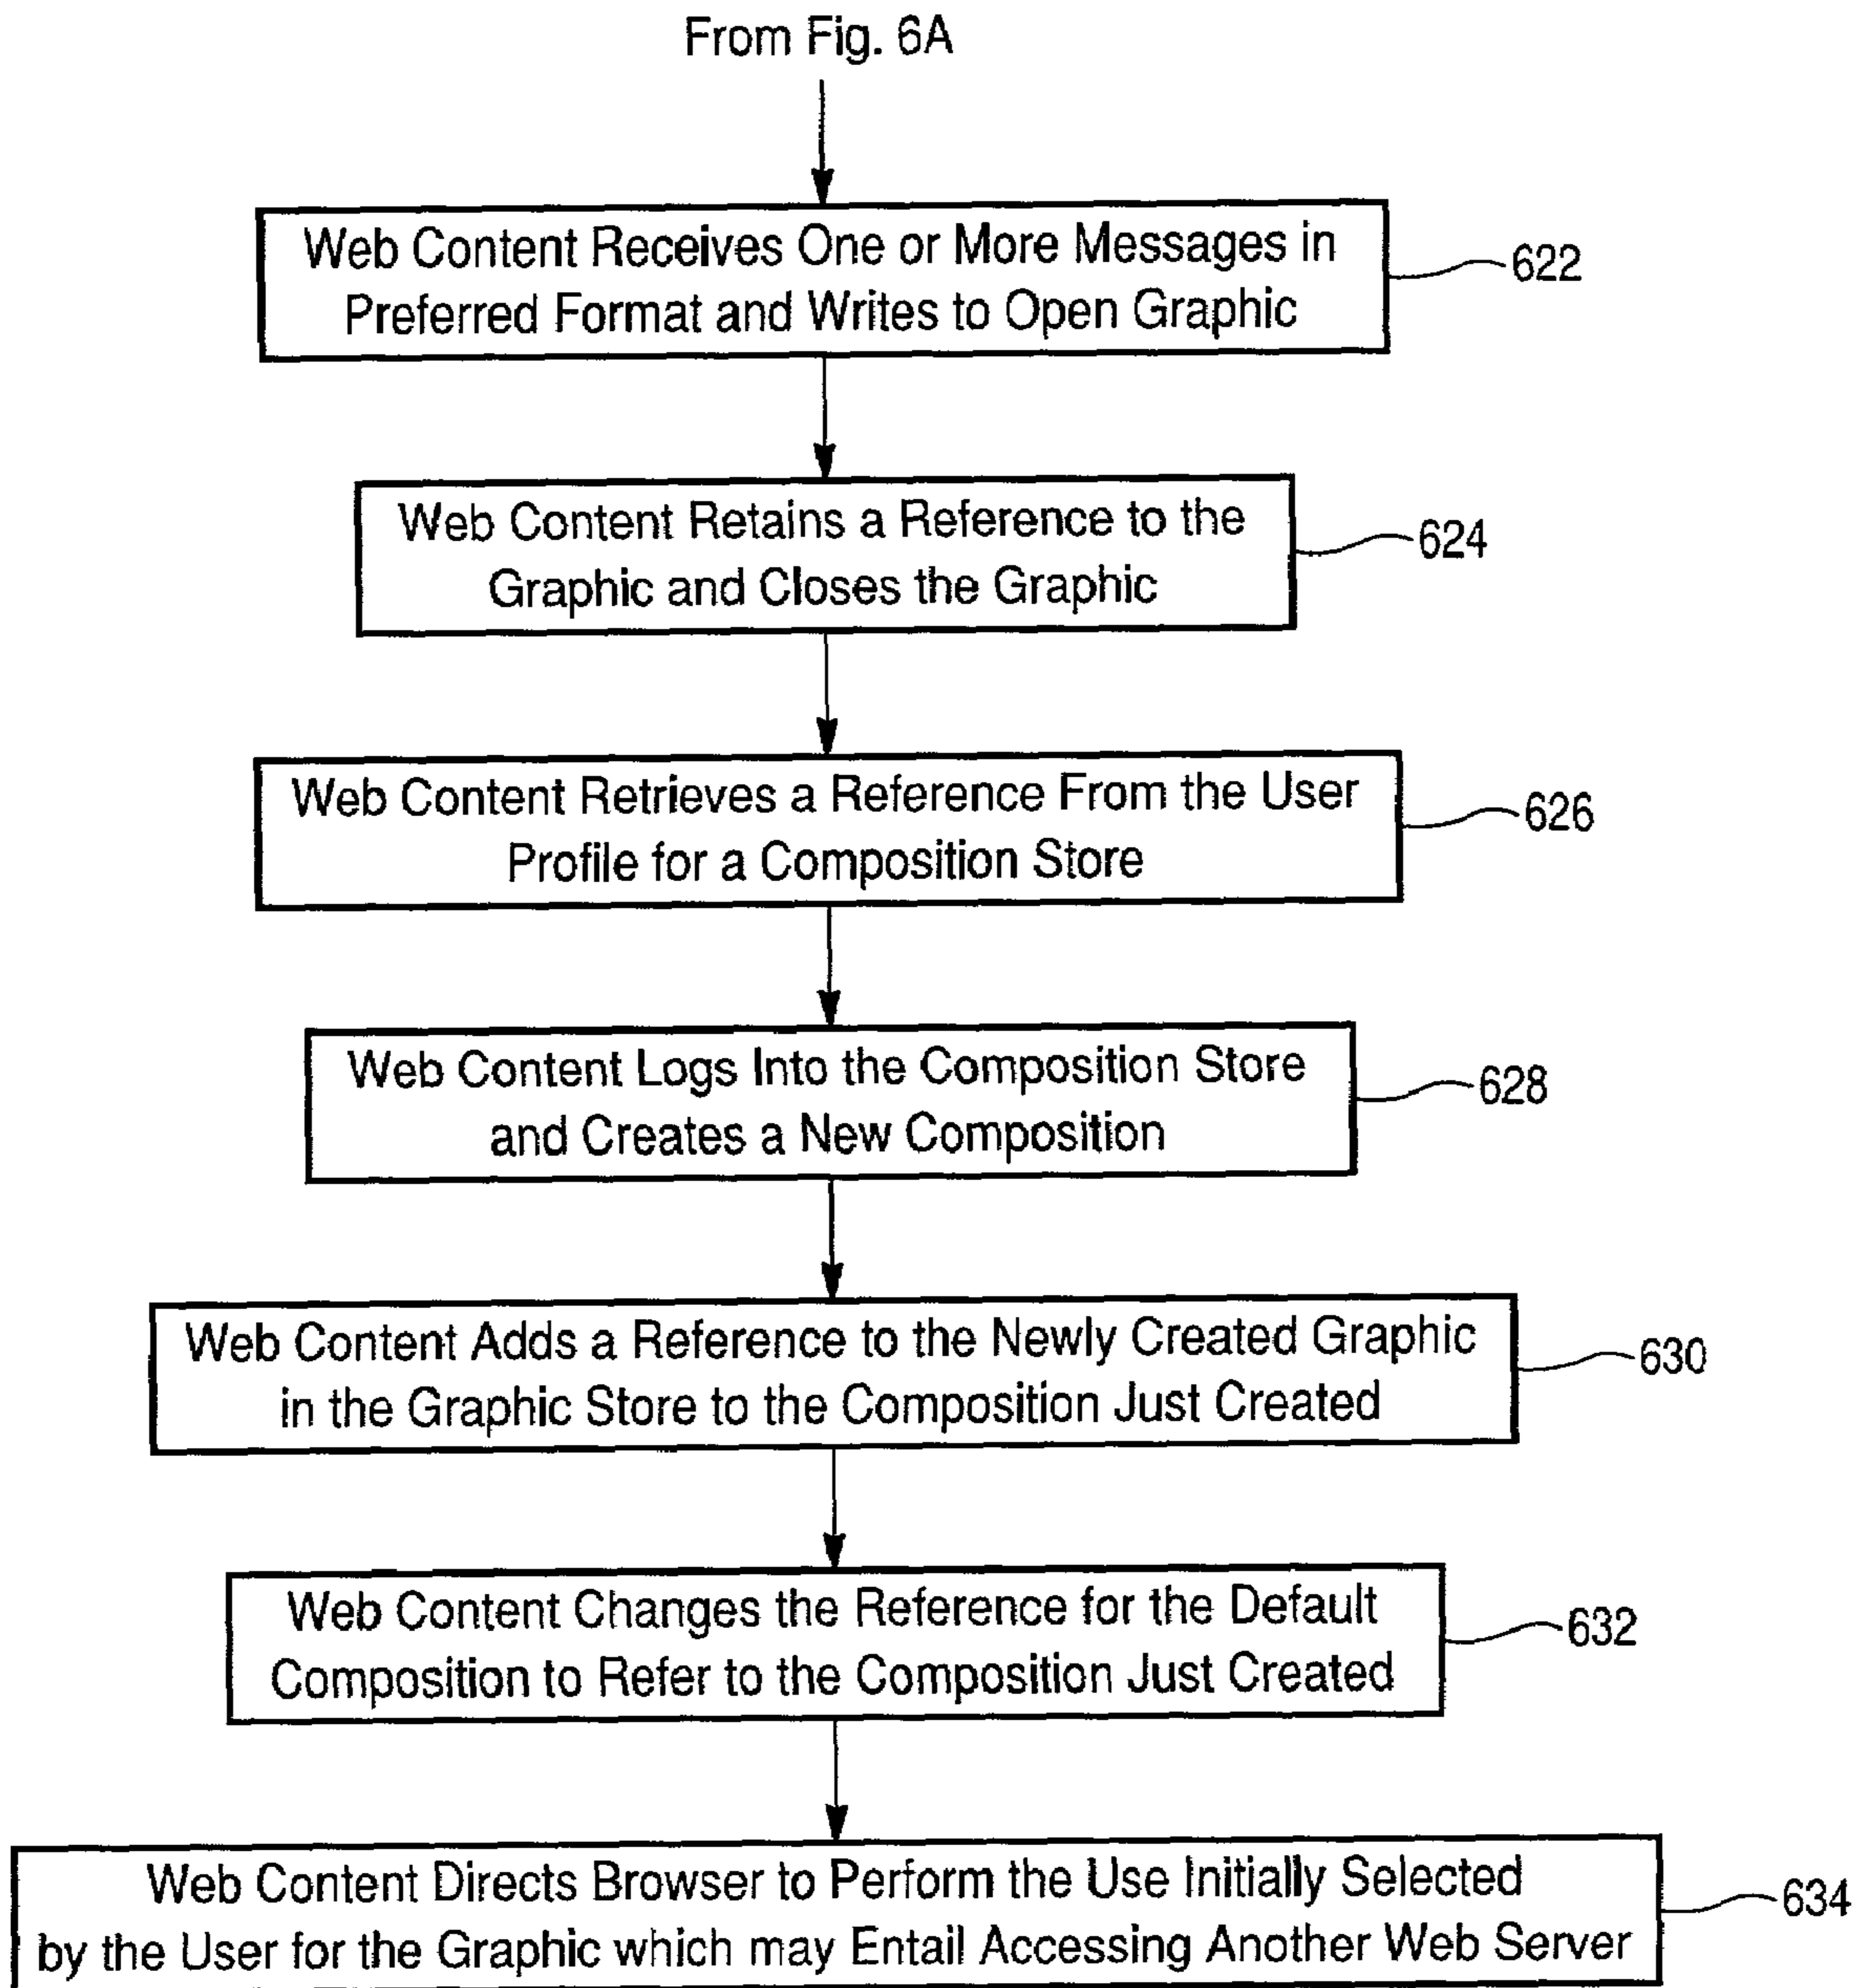 From Fig. 6A
Web Content Receives One or More Messages in
Preferred Format and Writes to Open Graphic
622
Web Content Retains a Reference to the
Graphic and Closes the Graphic
624
Web Content Retrieves a Reference From the User
Profile for a Composition Store
626
Web Content Logs Into the Composition Store
and Creates a New Composition
628
Web Content Adds a Reference to the Newly Created Graphic
in the Graphic Store to the Composition Just Created
630
Web Content Changes the Reference for the Default
Composition to Refer to the Composition Just Created
632
Web Content Directs Browser to Perform the Use Initially Selected
by the User for the Graphic which may Entail Accessing Another Web Server
634